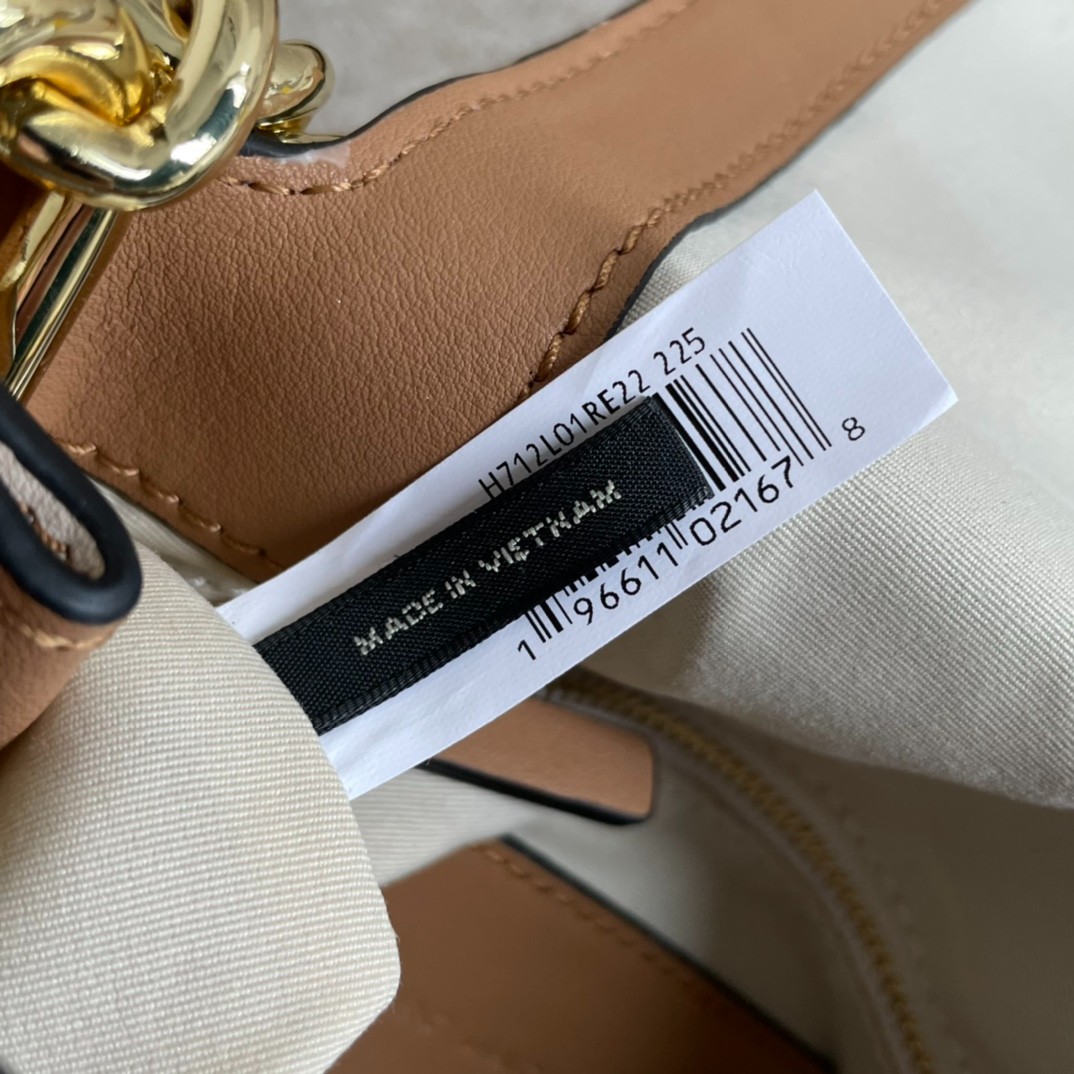 H712L01RE22 225
MADE IN VIETNAM
1 96611 02167 8